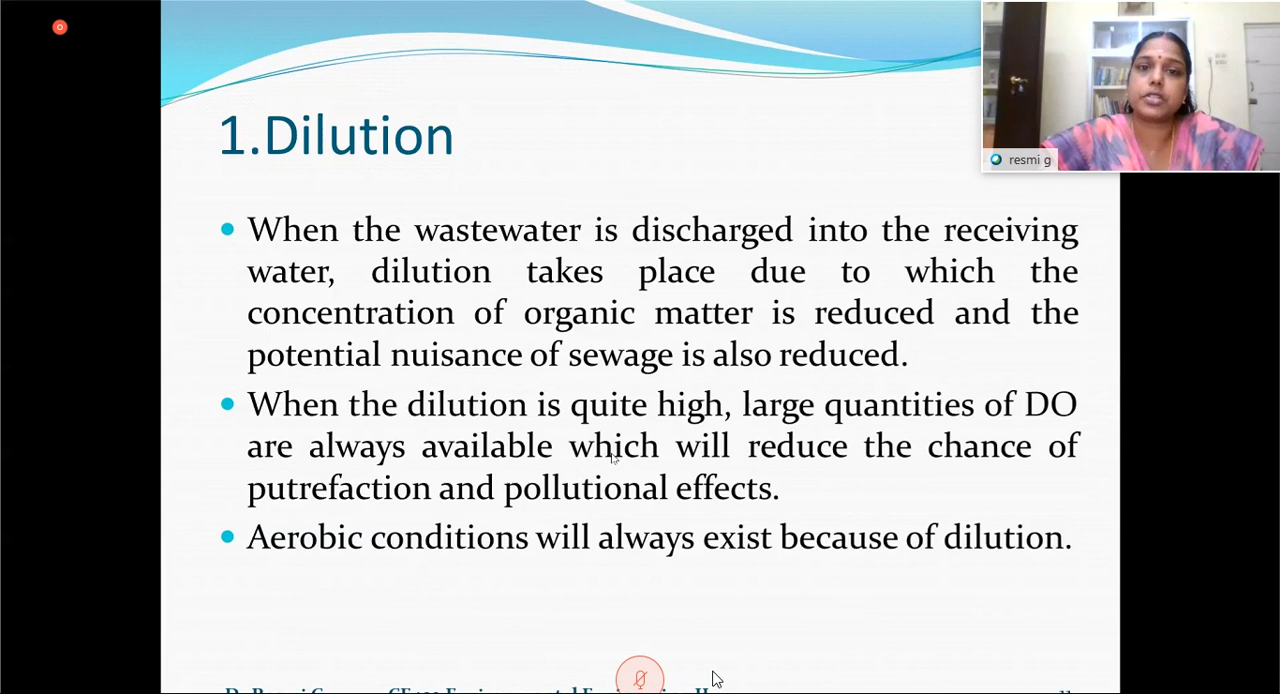 resmi g
1.Dilution
When the wastewater is discharged into the receiving
water, dilution takes place due to which the
concentration of organic matter is reduced and the
potential nuisance of sewage is also reduced.
When the dilution is quite high, large quantities of DO
are always available which will reduce the chance of
putrefaction and pollutional effects.
Aerobic conditions will always exist because of dilution.